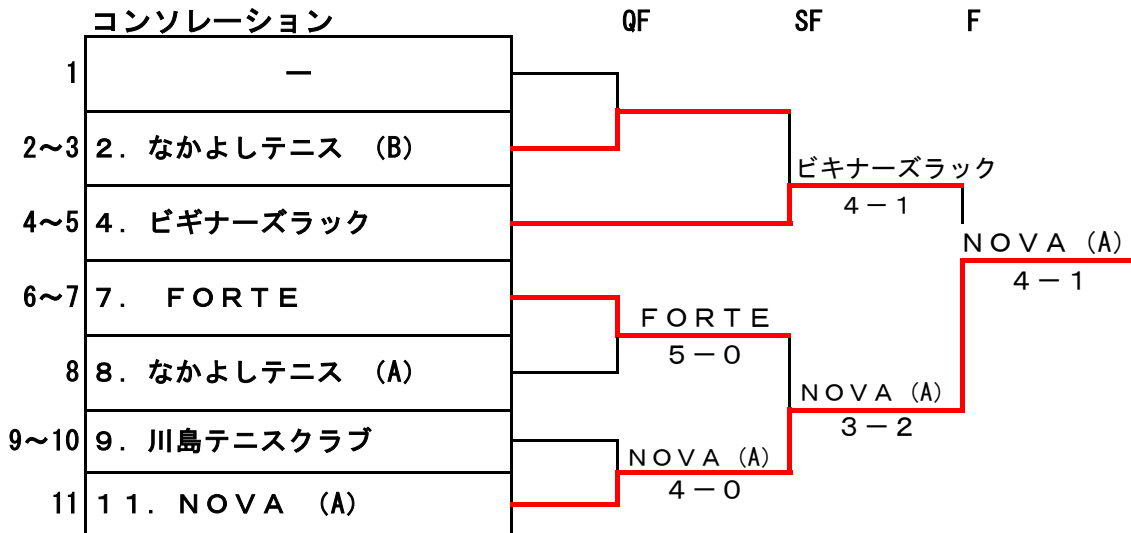 コンソレーション QF SF F
1 ー
2～3 2. なかよしテニス (B)
ビキナーズラック
4～5 4. ビギナーズラック
4－1
NOVA (A)
4－1
6～7 7. FORTE
FORTE
5－0
8 8. なかよしテニス (A)
NOVA (A)
3－2
9～10 9. 川島テニスクラブ
NOVA (A)
4－0
11 11. NOVA (A)